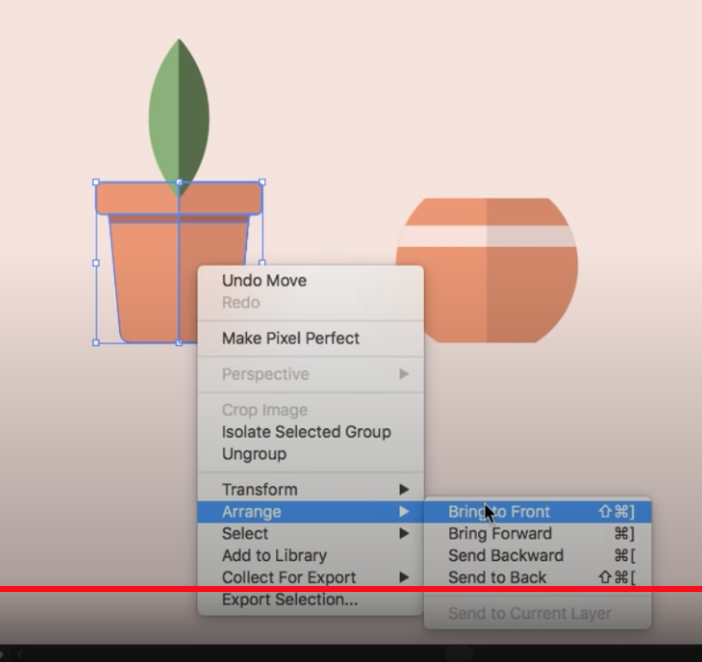 Undo Move
Redo
Make Pixel Perfect
Perspective
Crop Image
Isolate Selected Group
Ungroup
Transform
Arrange
Select
Add to Library
Collect For Export
Export Selection...
Bring to Front ⇧⌘]
Bring Forward ⌘]
Send Backward ⌘[
Send to Back ⇧⌘[
Send to Current Layer